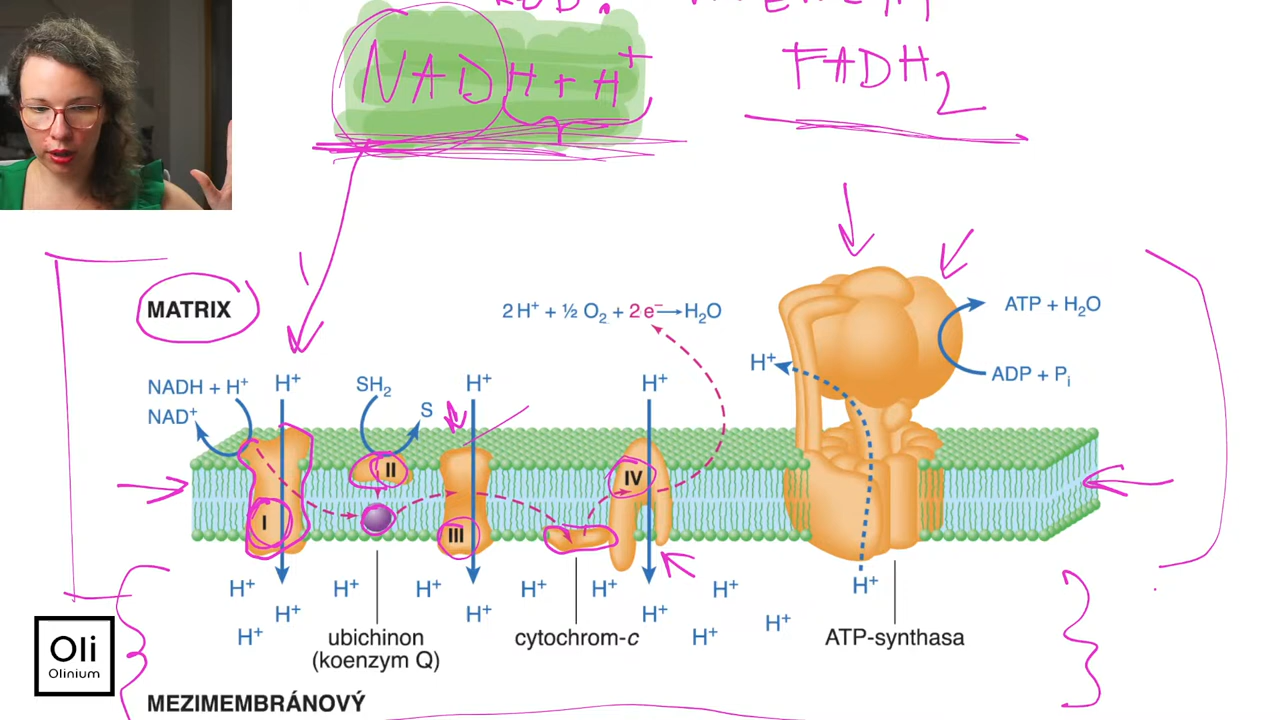 NADH + H⁺
FADH₂
MATRIX
2 H⁺ + ½ O₂ + 2 e⁻ → H₂O
ATP + H₂O
H⁺
ADP + Pᵢ
NADH + H⁺
H⁺
SH₂
H⁺
H⁺
NAD⁺
S
II
IV
I
III
H⁺ H⁺ H⁺ H⁺ H⁺ H⁺ H⁺
H⁺ H⁺ H⁺ H⁺
H⁺ H⁺
ubichinon
(koenzym Q)
cytochrom-c
ATP-synthasa
Oli
Olinium
MEZIMEMBRÁNOVÝ